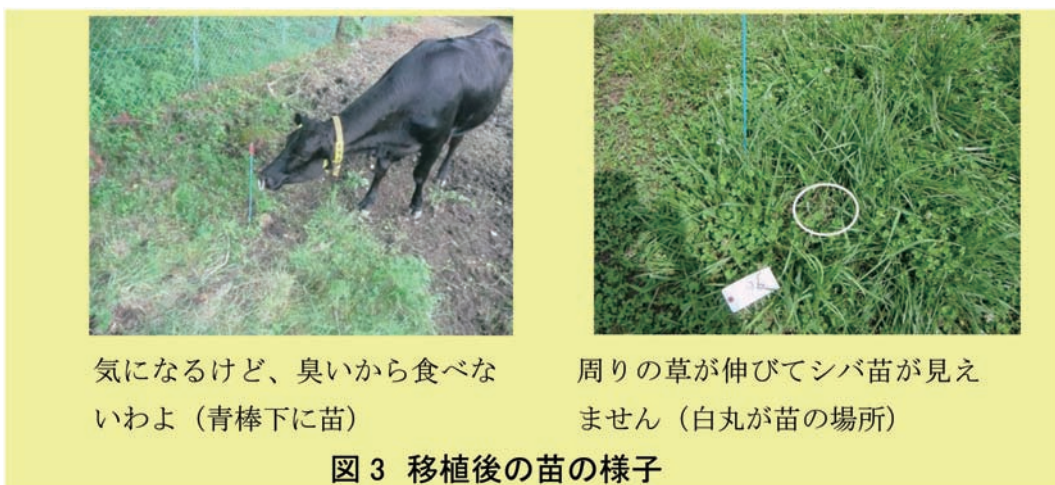 気になるけど、臭いから食べな
いわよ（青棒下に苗）
周りの草が伸びてシバ苗が見え
ません（白丸が苗の場所）
図3 移植後の苗の様子